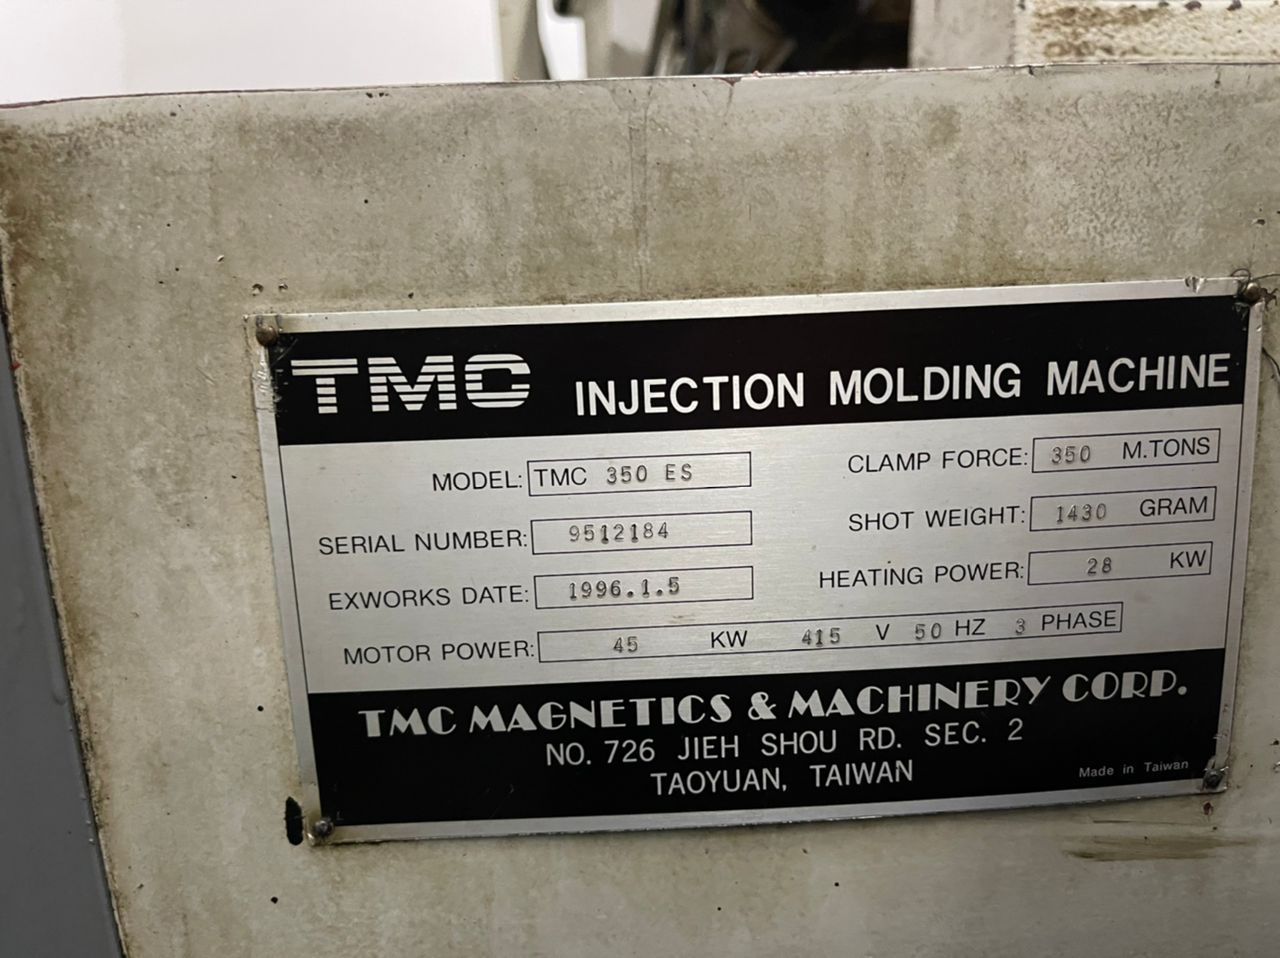 TMC INJECTION MOLDING MACHINE
MODEL: TMC 350 ES
CLAMP FORCE: 350 M.TONS
SERIAL NUMBER: 9512184
SHOT WEIGHT: 1430 GRAM
EXWORKS DATE: 1996.1.5
HEATING POWER: 28 KW
MOTOR POWER: 45 KW 415 V 50 HZ 3 PHASE
TMC MAGNETICS & MACHINERY CORP.
NO. 726 JIEH SHOU RD. SEC. 2
TAOYUAN, TAIWAN
Made in Taiwan